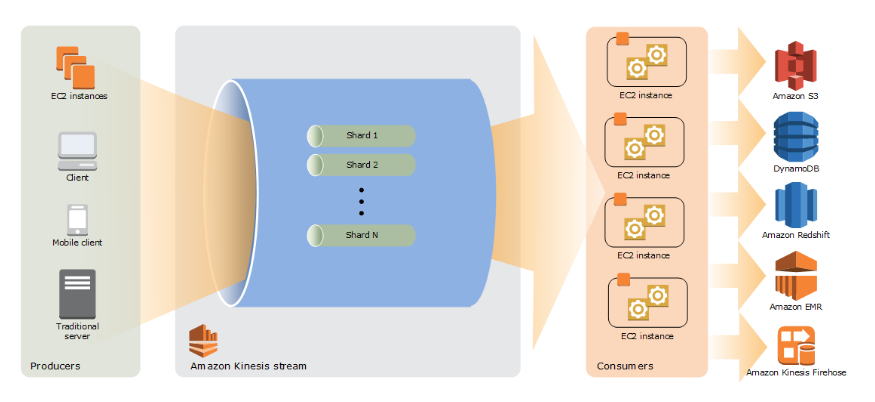 EC2 instances
Client
Mobile client
Traditional
server
Producers
Shard 1
Shard 2
Shard N
Amazon Kinesis stream
EC2 instance
EC2 instance
EC2 instance
EC2 instance
Consumers
Amazon S3
DynamoDB
Amazon Redshift
Amazon EMR
Amazon Kinesis Firehose